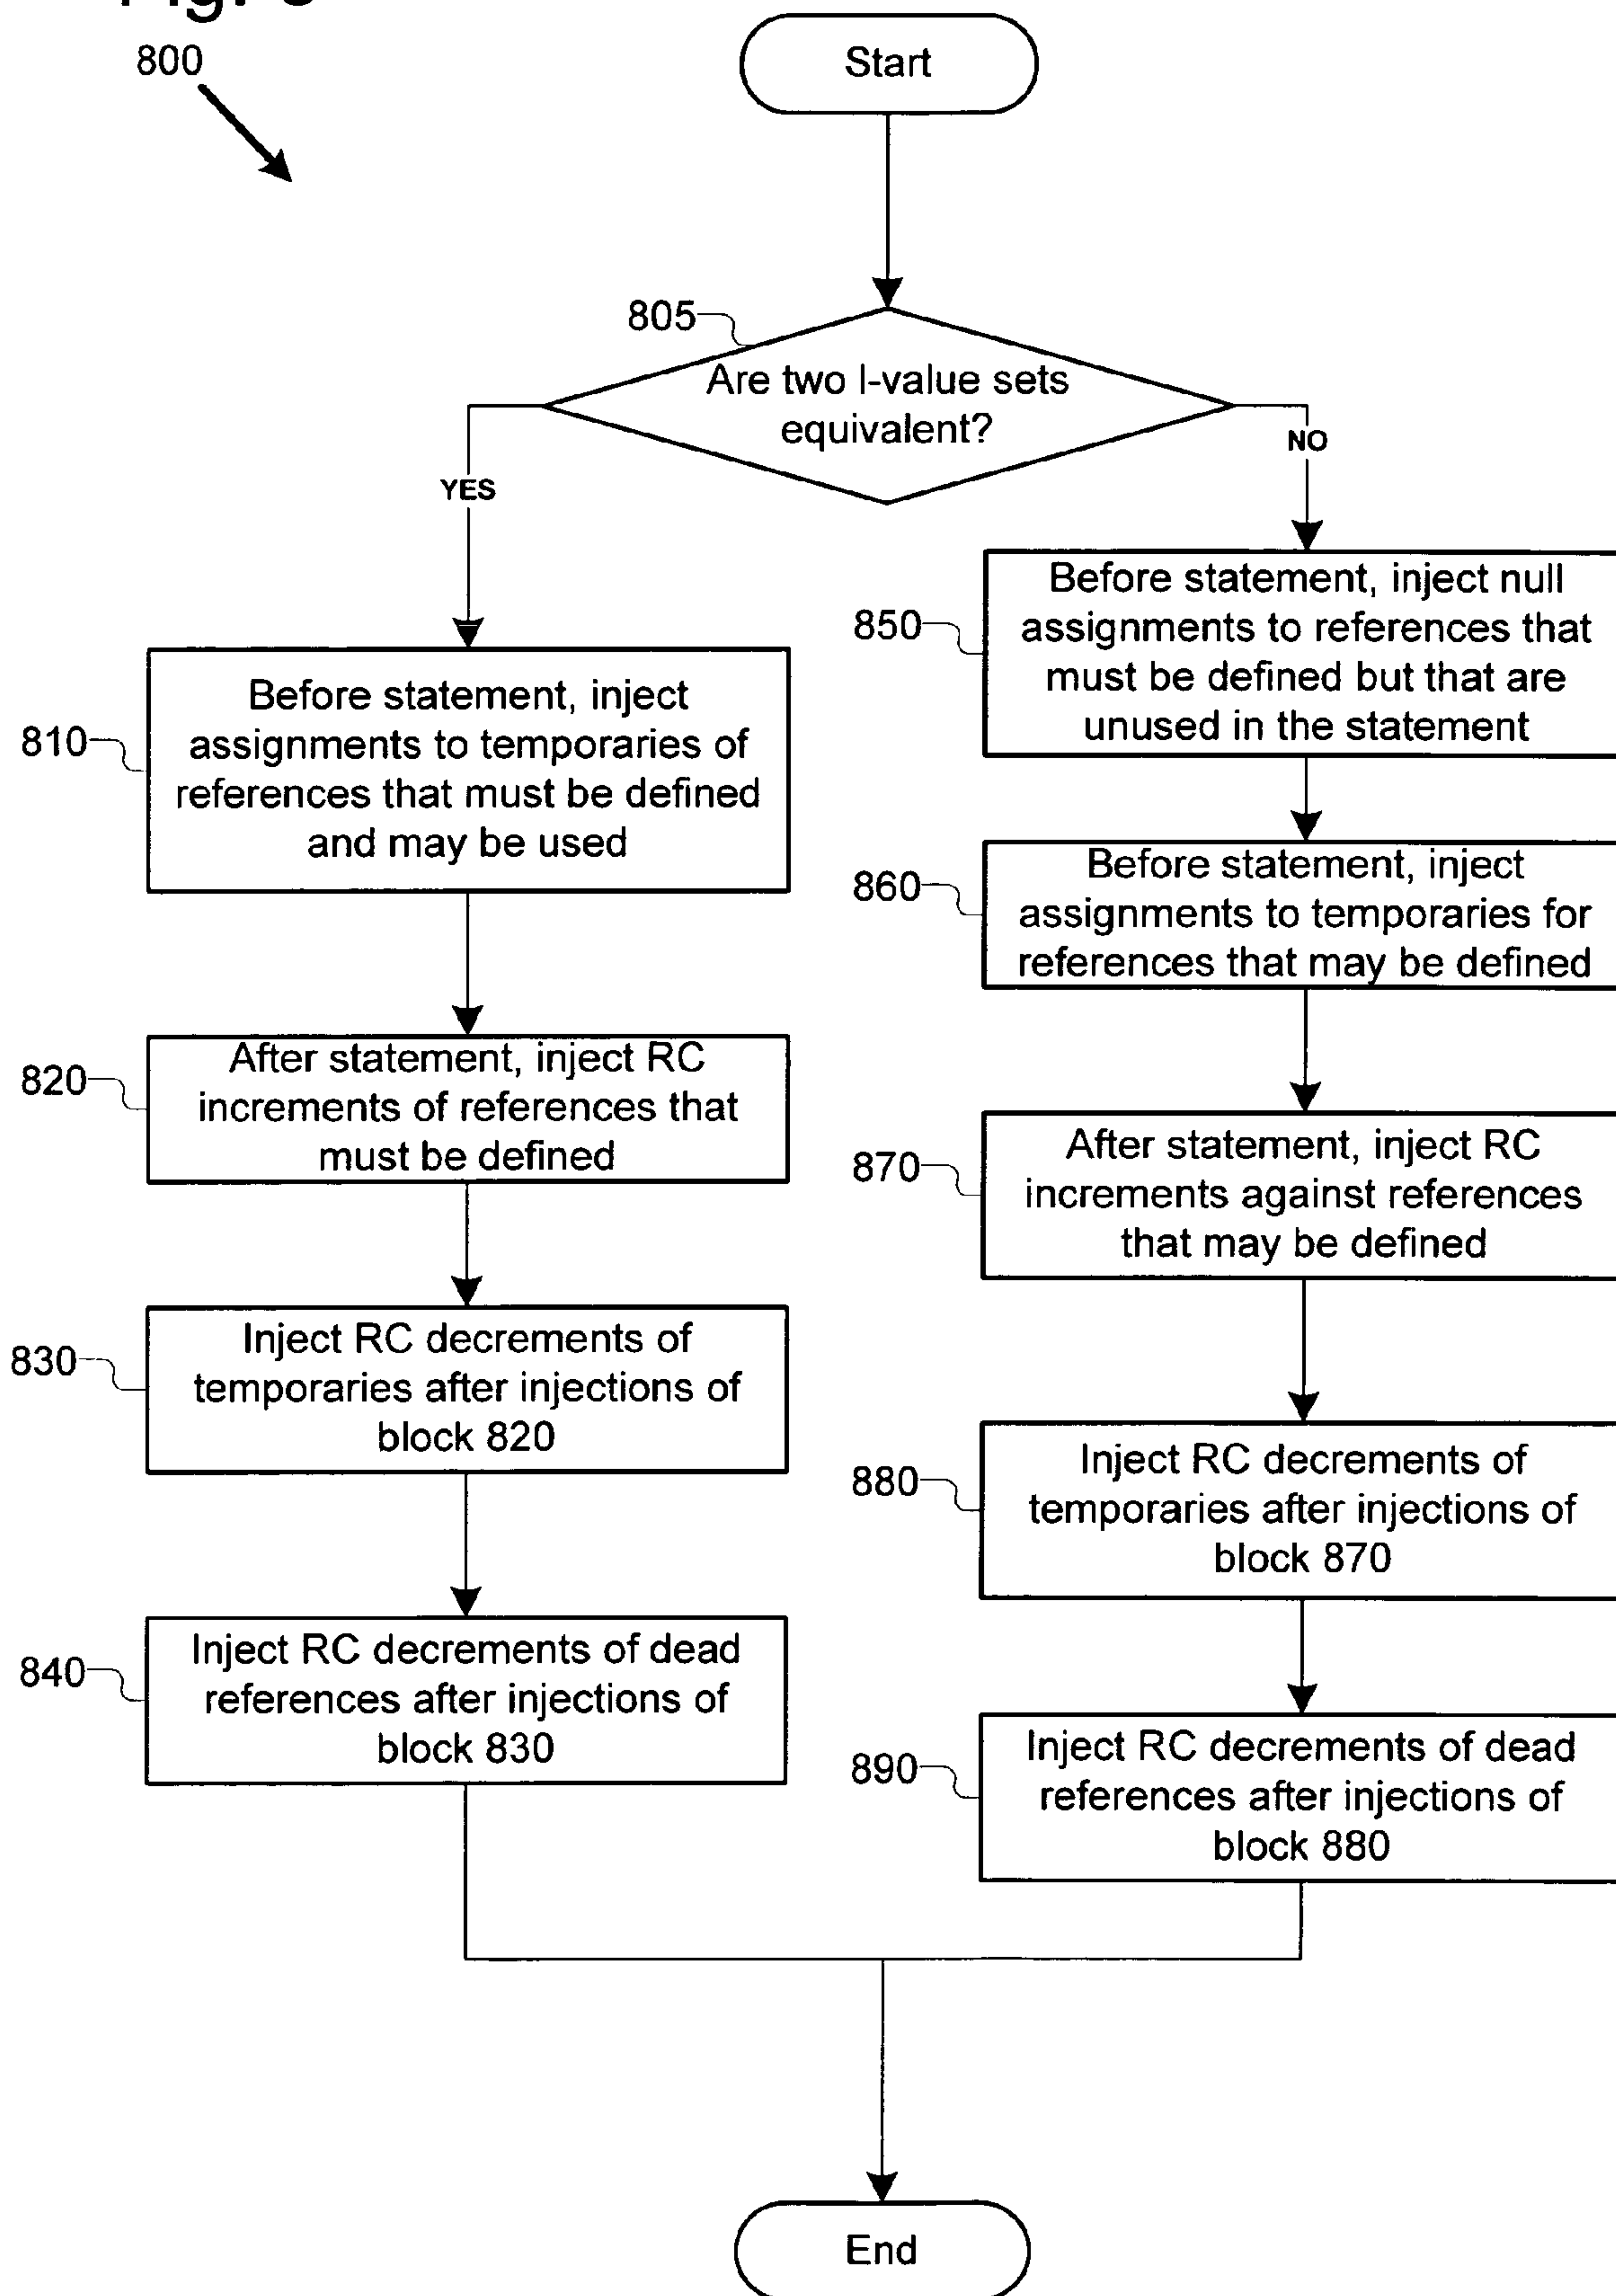 800
Start
805
Are two l-value sets
equivalent?
YES
NO
810
Before statement, inject
assignments to temporaries of
references that must be defined
and may be used
820
After statement, inject RC
increments of references that
must be defined
830
Inject RC decrements of
temporaries after injections of
block 820
840
Inject RC decrements of dead
references after injections of
block 830
850
Before statement, inject null
assignments to references that
must be defined but that are
unused in the statement
860
Before statement, inject
assignments to temporaries for
references that may be defined
870
After statement, inject RC
increments against references
that may be defined
880
Inject RC decrements of
temporaries after injections of
block 870
890
Inject RC decrements of dead
references after injections of
block 880
End